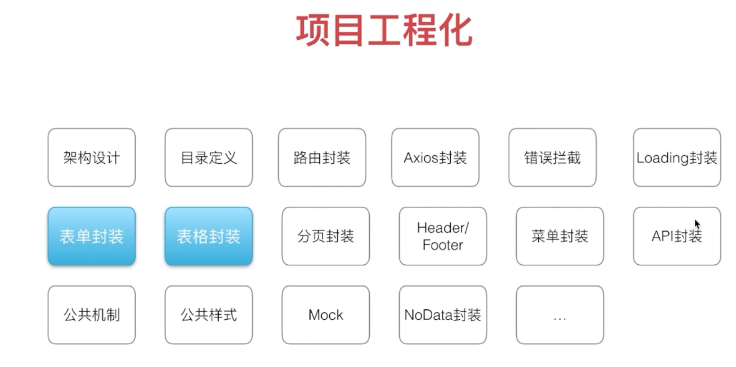 项目工程化
架构设计
目录定义
路由封装
Axios封装
错误拦截
Loading封装
表单封装
表格封装
分页封装
Header/
Footer
菜单封装
API封装
公共机制
公共样式
Mock
NoData封装
...